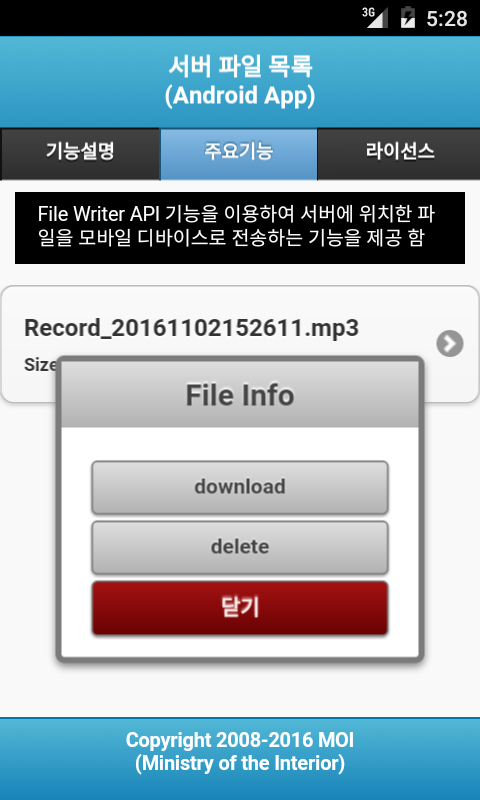 3G 5:28
서버 파일 목록
(Android App)
기능설명 주요기능 라이선스
File Writer API 기능을 이용하여 서버에 위치한 파
일을 모바일 디바이스로 전송하는 기능을 제공 함
Record_20161102152611.mp3
Size
File Info
download
delete
닫기
Copyright 2008-2016 MOI
(Ministry of the Interior)